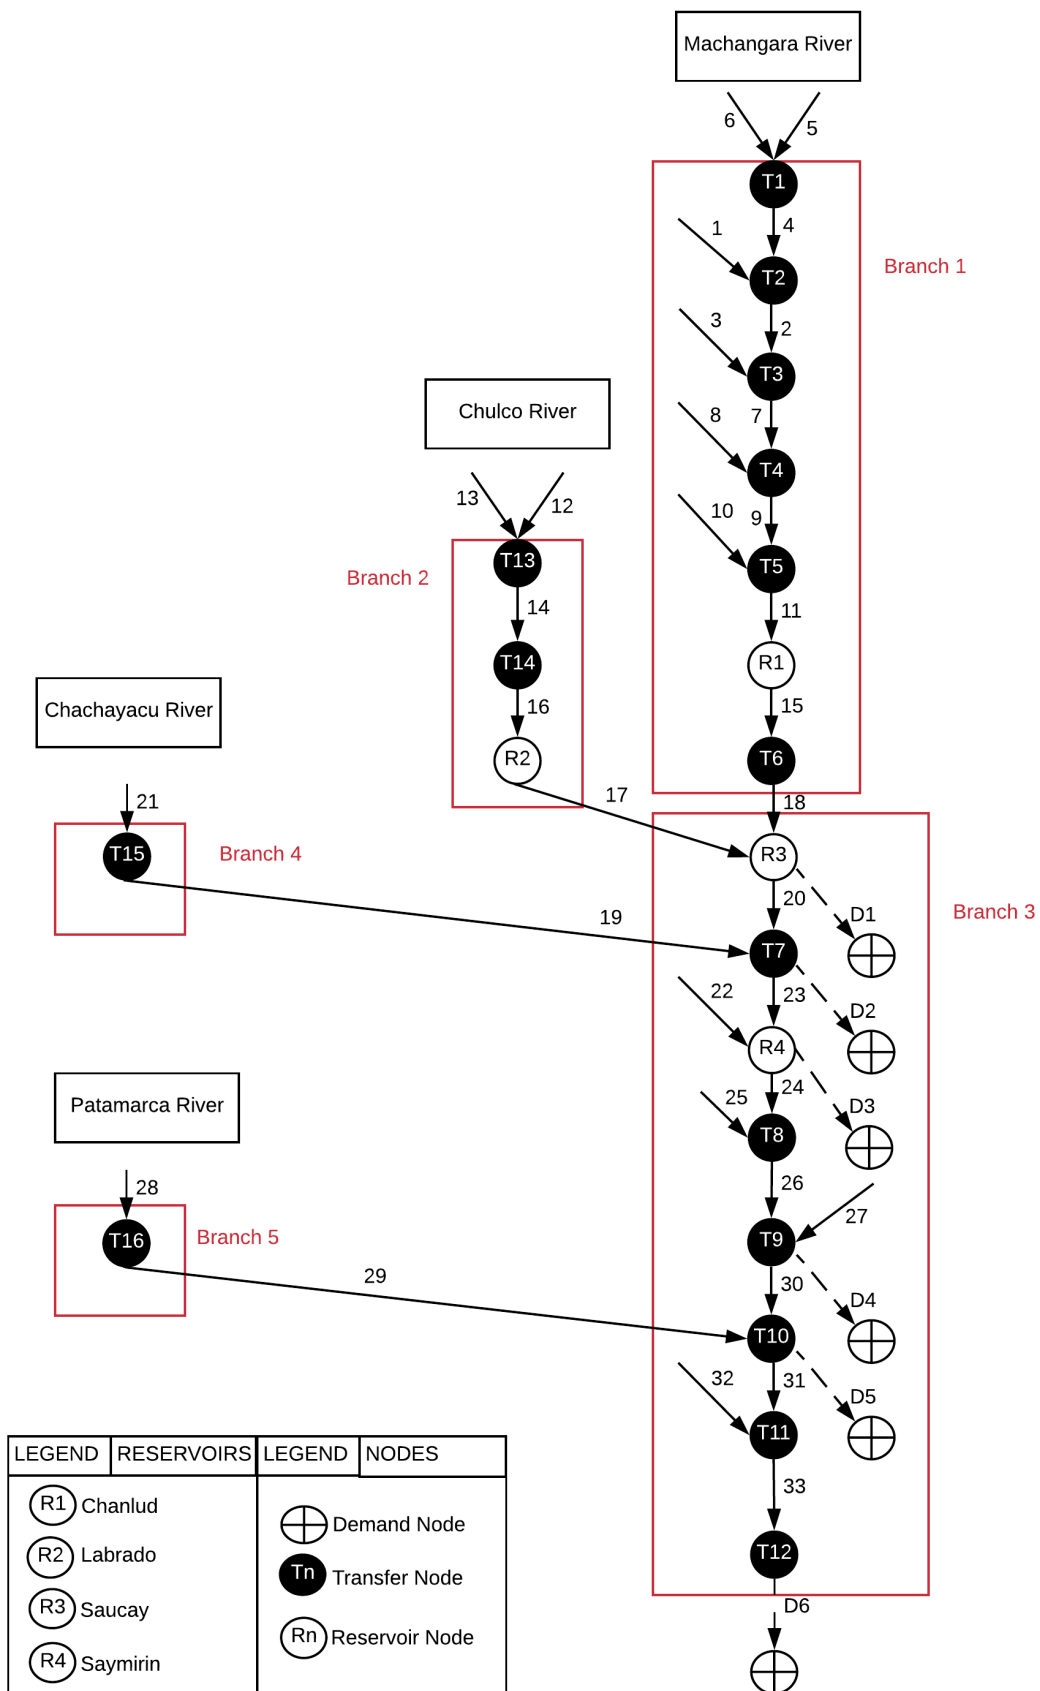 Machangara River
6
5
T1
1
4
Branch 1
T2
3
2
T3
Chulco River
8
7
T4
13
12
10
9
T13
T5
Branch 2
14
11
T14
R1
Chachayacu River
16
15
R2
T6
21
17
18
T15
Branch 4
R3
20
Branch 3
19
D1
T7
22
23
D2
R4
24
25
D3
Patamarca River
T8
28
26
27
T16
Branch 5
T9
29
30
D4
T10
32
31
D5
T11
33
T12
D6
LEGEND RESERVOIRS LEGEND NODES
R1 Chanlud
R2 Labrado
R3 Saucay
R4 Saymirin
Demand Node
Tn Transfer Node
Rn Reservoir Node